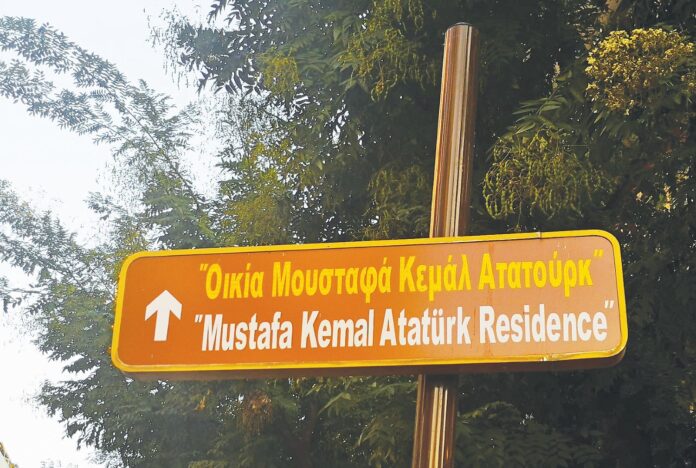 "Οικία Μουσταφά Κεμάλ Ατατούρκ"
"Mustafa Kemal Atatürk Residence"